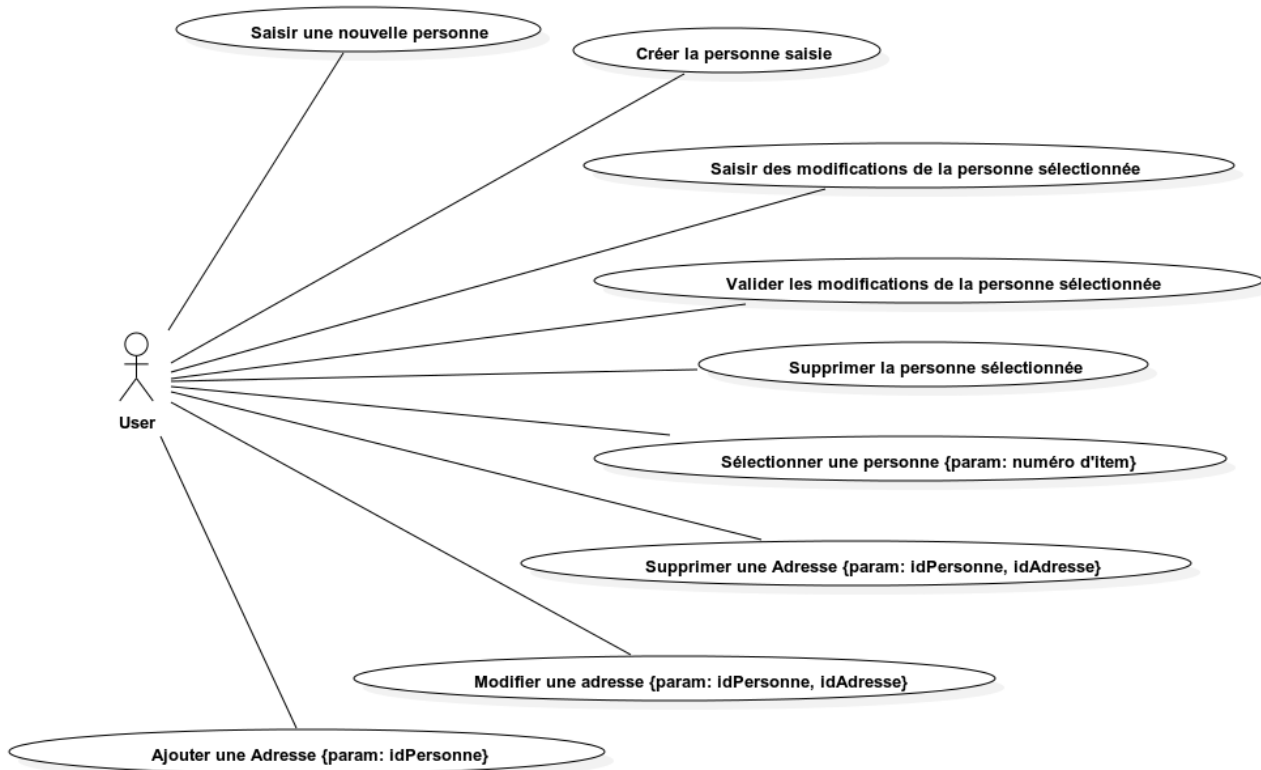 Saisir une nouvelle personne
Créer la personne saisie
Saisir des modifications de la personne sélectionnée
Valider les modifications de la personne sélectionnée
Supprimer la personne sélectionnée
User
Sélectionner une personne {param: numéro d'item}
Supprimer une Adresse {param: idPersonne, idAdresse}
Modifier une adresse {param: idPersonne, idAdresse}
Ajouter une Adresse {param: idPersonne}